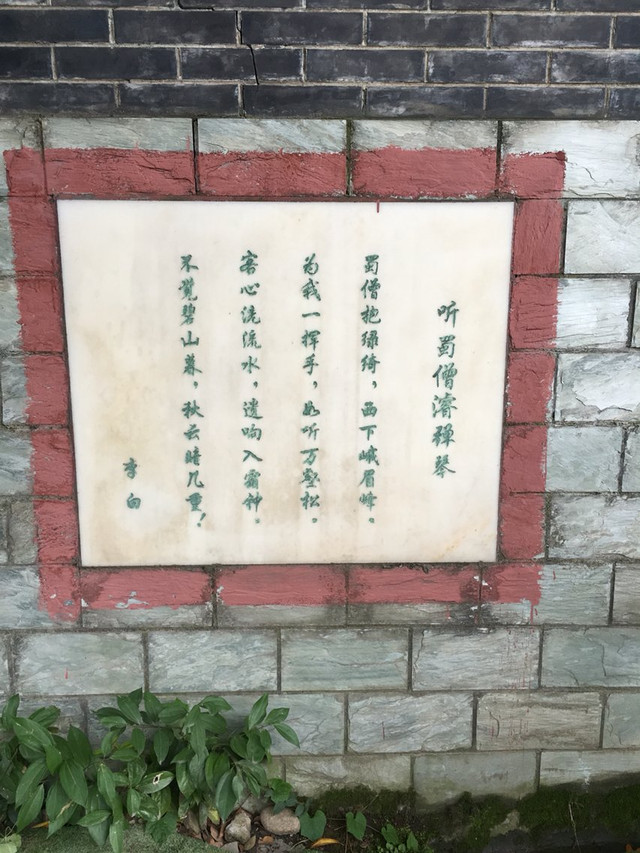 听蜀僧濬禅琴
蜀僧抱绿绮，西下峨眉峰。
为我一挥手，如听万壑松。
客心洗流水，遗响入霜钟。
不觉碧山暮，秋云暗几重！
李白